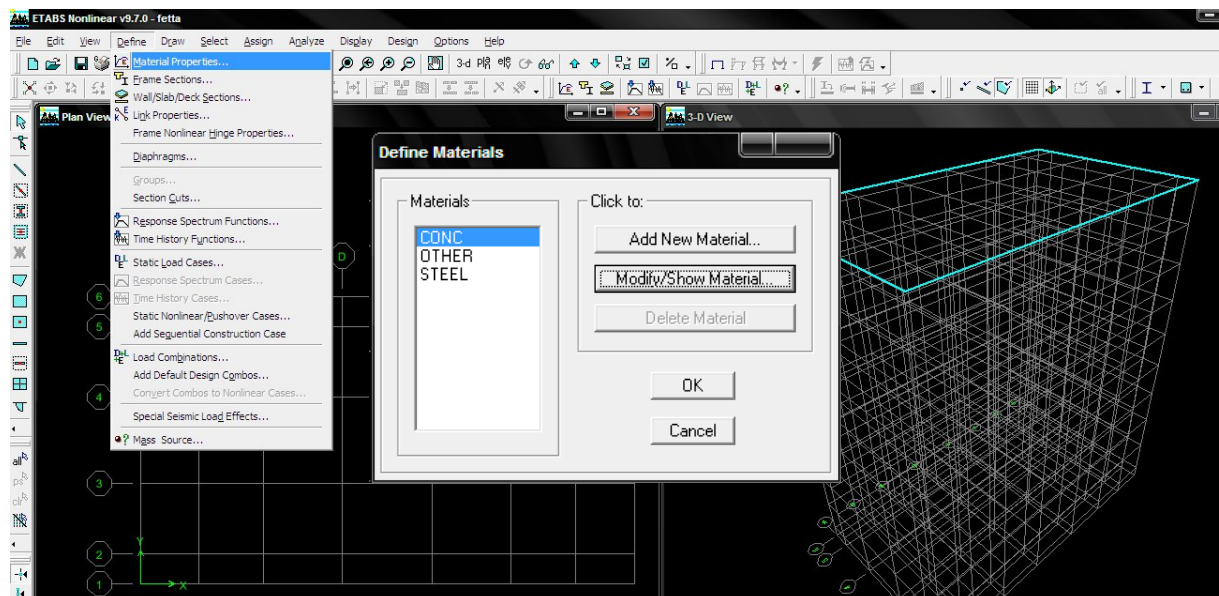 ETABS Nonlinear v9.7.0 - fetta
File Edit View Define Draw Select Assign Analyze Display Design Options Help
Material Properties...
Frame Sections...
Wall/Slab/Deck Sections...
Link Properties...
Frame Nonlinear Hinge Properties...
Diaphragms...
Groups...
Section Cuts...
Response Spectrum Functions...
Time History Functions...
Static Load Cases...
Response Spectrum Cases...
Time History Cases...
Static Nonlinear/Pushover Cases...
Add Sequential Construction Case
Load Combinations...
Add Default Design Combos...
Convert Combos to Nonlinear Cases...
Special Seismic Load Effects...
Mass Source...
3-d
all
ps
clr
Plan View
D
6
5
4
3
2
1
Y
X
Define Materials
Materials
CONC
OTHER
STEEL
Click to:
Add New Material...
Modify/Show Material...
Delete Material
OK
Cancel
3-D View